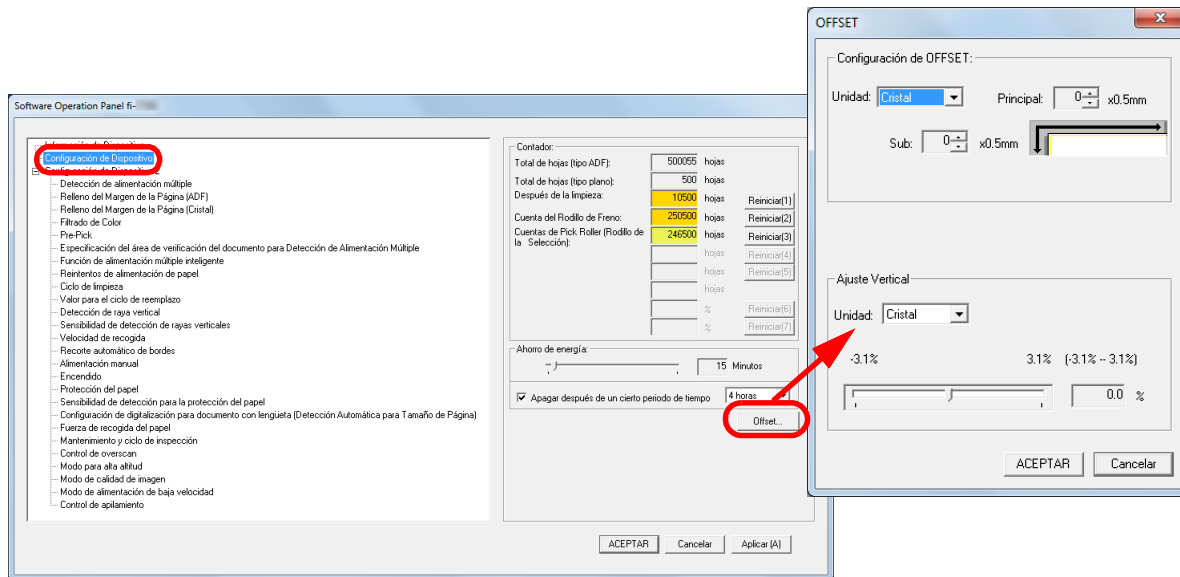 Software Operation Panel fi-
Configuración de Dispositivo
Detección de alimentación múltiple
Relleno del Margen de la Página (ADF)
Relleno del Margen de la Página (Cristal)
Filtrado de Color
Pre-Pick
Especificación del área de verificación del documento para Detección de Alimentación Múltiple
Función de alimentación múltiple inteligente
Reintentos de alimentación de papel
Ciclo de limpieza
Valor para el ciclo de reemplazo
Detección de raya vertical
Sensibilidad de detección de rayas verticales
Velocidad de recogida
Recorte automático de bordes
Alimentación manual
Encendido
Protección del papel
Sensibilidad de detección para la protección del papel
Configuración de digitalización para documento con lengüeta (Detección Automática para Tamaño de Página)
Fuerza de recogida del papel
Mantenimiento y ciclo de inspección
Control de overscan
Modo para alta altitud
Modo de calidad de imagen
Modo de alimentación de baja velocidad
Control de apilamiento
Contador:
Total de hojas (tipo ADF): 500055 hojas
Total de hojas (tipo plano): 500 hojas
Después de la limpieza: 10500 hojas Reiniciar(1)
Cuenta del Rodillo de Freno: 250500 hojas Reiniciar(2)
Cuentas de Pick Roller (Rodillo de 246500 hojas Reiniciar(3)
la Selección):
hojas Reiniciar(4)
hojas Reiniciar(5)
hojas
% Reiniciar(6)
% Reiniciar(7)
Ahorro de energía:
15 Minutos
Apagar después de un cierto periodo de tiempo 4 horas
Offset...
ACEPTAR Cancelar Aplicar (A)
OFFSET
Configuración de OFFSET:
Unidad: Cristal Principal: 0 x0.5mm
Sub: 0 x0.5mm
Ajuste Vertical
Unidad: Cristal
-3.1% 3.1% (-3.1% -- 3.1%)
0.0 %
ACEPTAR Cancelar